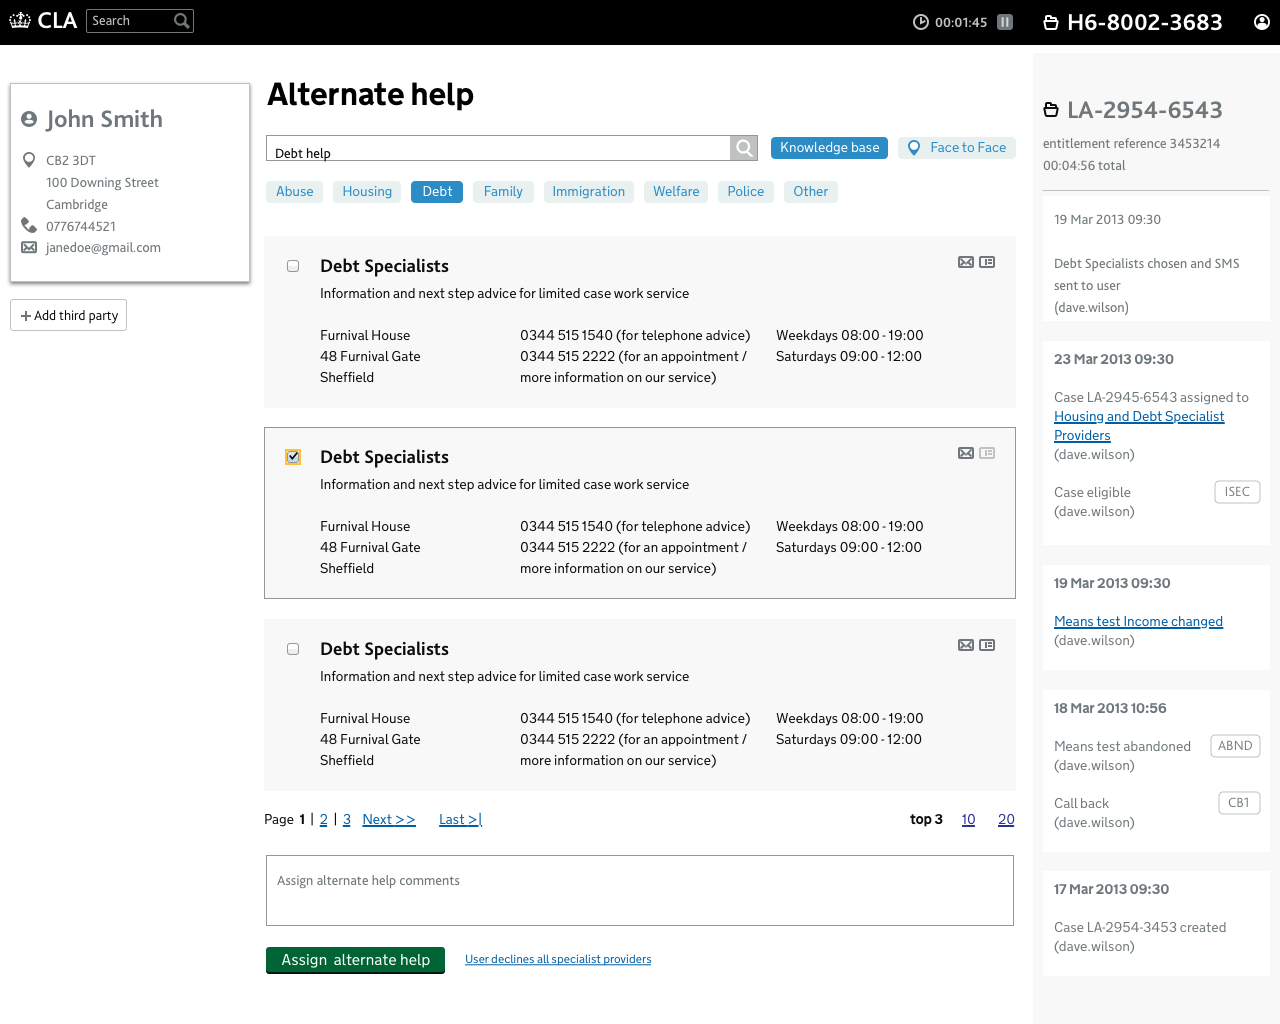 CLA
Search
00:01:45
H6-8002-3683
John Smith
CB2 3DT
100 Downing Street
Cambridge
0776744521
janedoe@gmail.com
Add third party
Alternate help
Debt help
Knowledge base
Face to Face
Abuse
Housing
Debt
Family
Immigration
Welfare
Police
Other
Debt Specialists
Information and next step advice for limited case work service
Furnival House
48 Furnival Gate
Sheffield
0344 515 1540 (for telephone advice)
0344 515 2222 (for an appointment /
more information on our service)
Weekdays 08:00 - 19:00
Saturdays 09:00 - 12:00
Debt Specialists
Information and next step advice for limited case work service
Furnival House
48 Furnival Gate
Sheffield
0344 515 1540 (for telephone advice)
0344 515 2222 (for an appointment /
more information on our service)
Weekdays 08:00 - 19:00
Saturdays 09:00 - 12:00
Debt Specialists
Information and next step advice for limited case work service
Furnival House
48 Furnival Gate
Sheffield
0344 515 1540 (for telephone advice)
0344 515 2222 (for an appointment /
more information on our service)
Weekdays 08:00 - 19:00
Saturdays 09:00 - 12:00
Page 1 | 2 | 3 Next >> Last >|
top 3 10 20
Assign alternate help comments
Assign alternate help
User declines all specialist providers
LA-2954-6543
entitlement reference 3453214
00:04:56 total
19 Mar 2013 09:30
Debt Specialists chosen and SMS
sent to user
(dave.wilson)
23 Mar 2013 09:30
Case LA-2945-6543 assigned to
Housing and Debt Specialist
Providers
(dave.wilson)
Case eligible
ISEC
(dave.wilson)
19 Mar 2013 09:30
Means test Income changed
(dave.wilson)
18 Mar 2013 10:56
Means test abandoned
ABND
(dave.wilson)
Call back
CB1
(dave.wilson)
17 Mar 2013 09:30
Case LA-2954-3453 created
(dave.wilson)